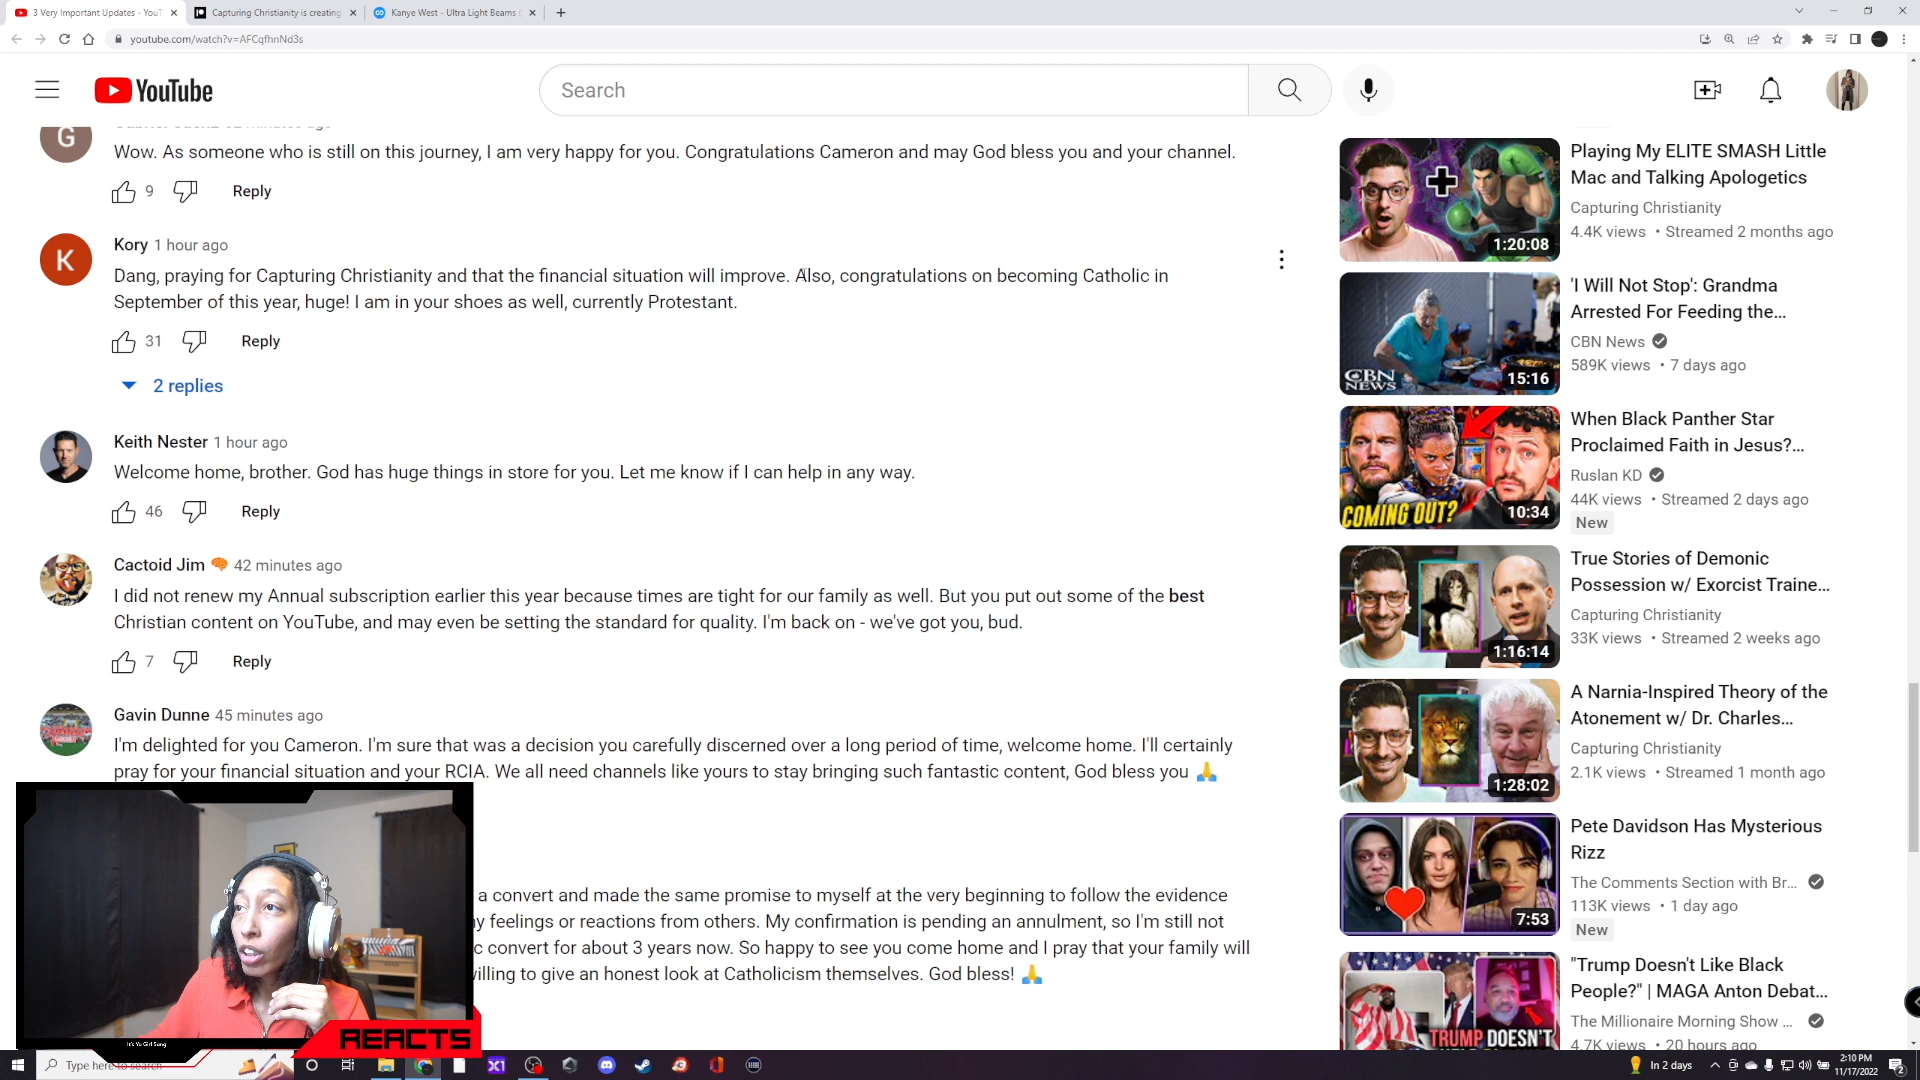 3 Very Important Updates - YouT
Capturing Christianity is creating
Kanye West - Ultra Light Beams
youtube.com/watch?v=AFCqfhnNd3s
YouTube
Search
G
Wow. As someone who is still on this journey, I am very happy for you. Congratulations Cameron and may God bless you and your channel.
9 Reply
K
Kory 1 hour ago
Dang, praying for Capturing Christianity and that the financial situation will improve. Also, congratulations on becoming Catholic in
September of this year, huge! I am in your shoes as well, currently Protestant.
31 Reply
2 replies
Keith Nester 1 hour ago
Welcome home, brother. God has huge things in store for you. Let me know if I can help in any way.
46 Reply
Cactoid Jim 42 minutes ago
I did not renew my Annual subscription earlier this year because times are tight for our family as well. But you put out some of the best
Christian content on YouTube, and may even be setting the standard for quality. I'm back on - we've got you, bud.
7 Reply
Gavin Dunne 45 minutes ago
I'm delighted for you Cameron. I'm sure that was a decision you carefully discerned over a long period of time, welcome home. I'll certainly
pray for your financial situation and your RCIA. We all need channels like yours to stay bringing such fantastic content, God bless you 🙏
a convert and made the same promise to myself at the very beginning to follow the evidence
feelings or reactions from others. My confirmation is pending an annulment, so I'm still not
convert for about 3 years now. So happy to see you come home and I pray that your family will
to give an honest look at Catholicism themselves. God bless! 🙏
It's Ya Girl Sang
REACTS
1:20:08
Playing My ELITE SMASH Little
Mac and Talking Apologetics
Capturing Christianity
4.4K views • Streamed 2 months ago
CBN
NEWS
15:16
'I Will Not Stop': Grandma
Arrested For Feeding the...
CBN News
589K views • 7 days ago
COMING OUT?
10:34
When Black Panther Star
Proclaimed Faith in Jesus?...
Ruslan KD
44K views • Streamed 2 days ago
New
1:16:14
True Stories of Demonic
Possession w/ Exorcist Traine...
Capturing Christianity
33K views • Streamed 2 weeks ago
1:28:02
A Narnia-Inspired Theory of the
Atonement w/ Dr. Charles...
Capturing Christianity
2.1K views • Streamed 1 month ago
7:53
Pete Davidson Has Mysterious
Rizz
The Comments Section with Br...
113K views • 1 day ago
New
TRUMP DOESN'T
"Trump Doesn't Like Black
People?" | MAGA Anton Debat...
The Millionaire Morning Show ...
4.7K views • 20 hours ago
Type here to search
X1
In 2 days
2:10 PM
11/17/2022
2